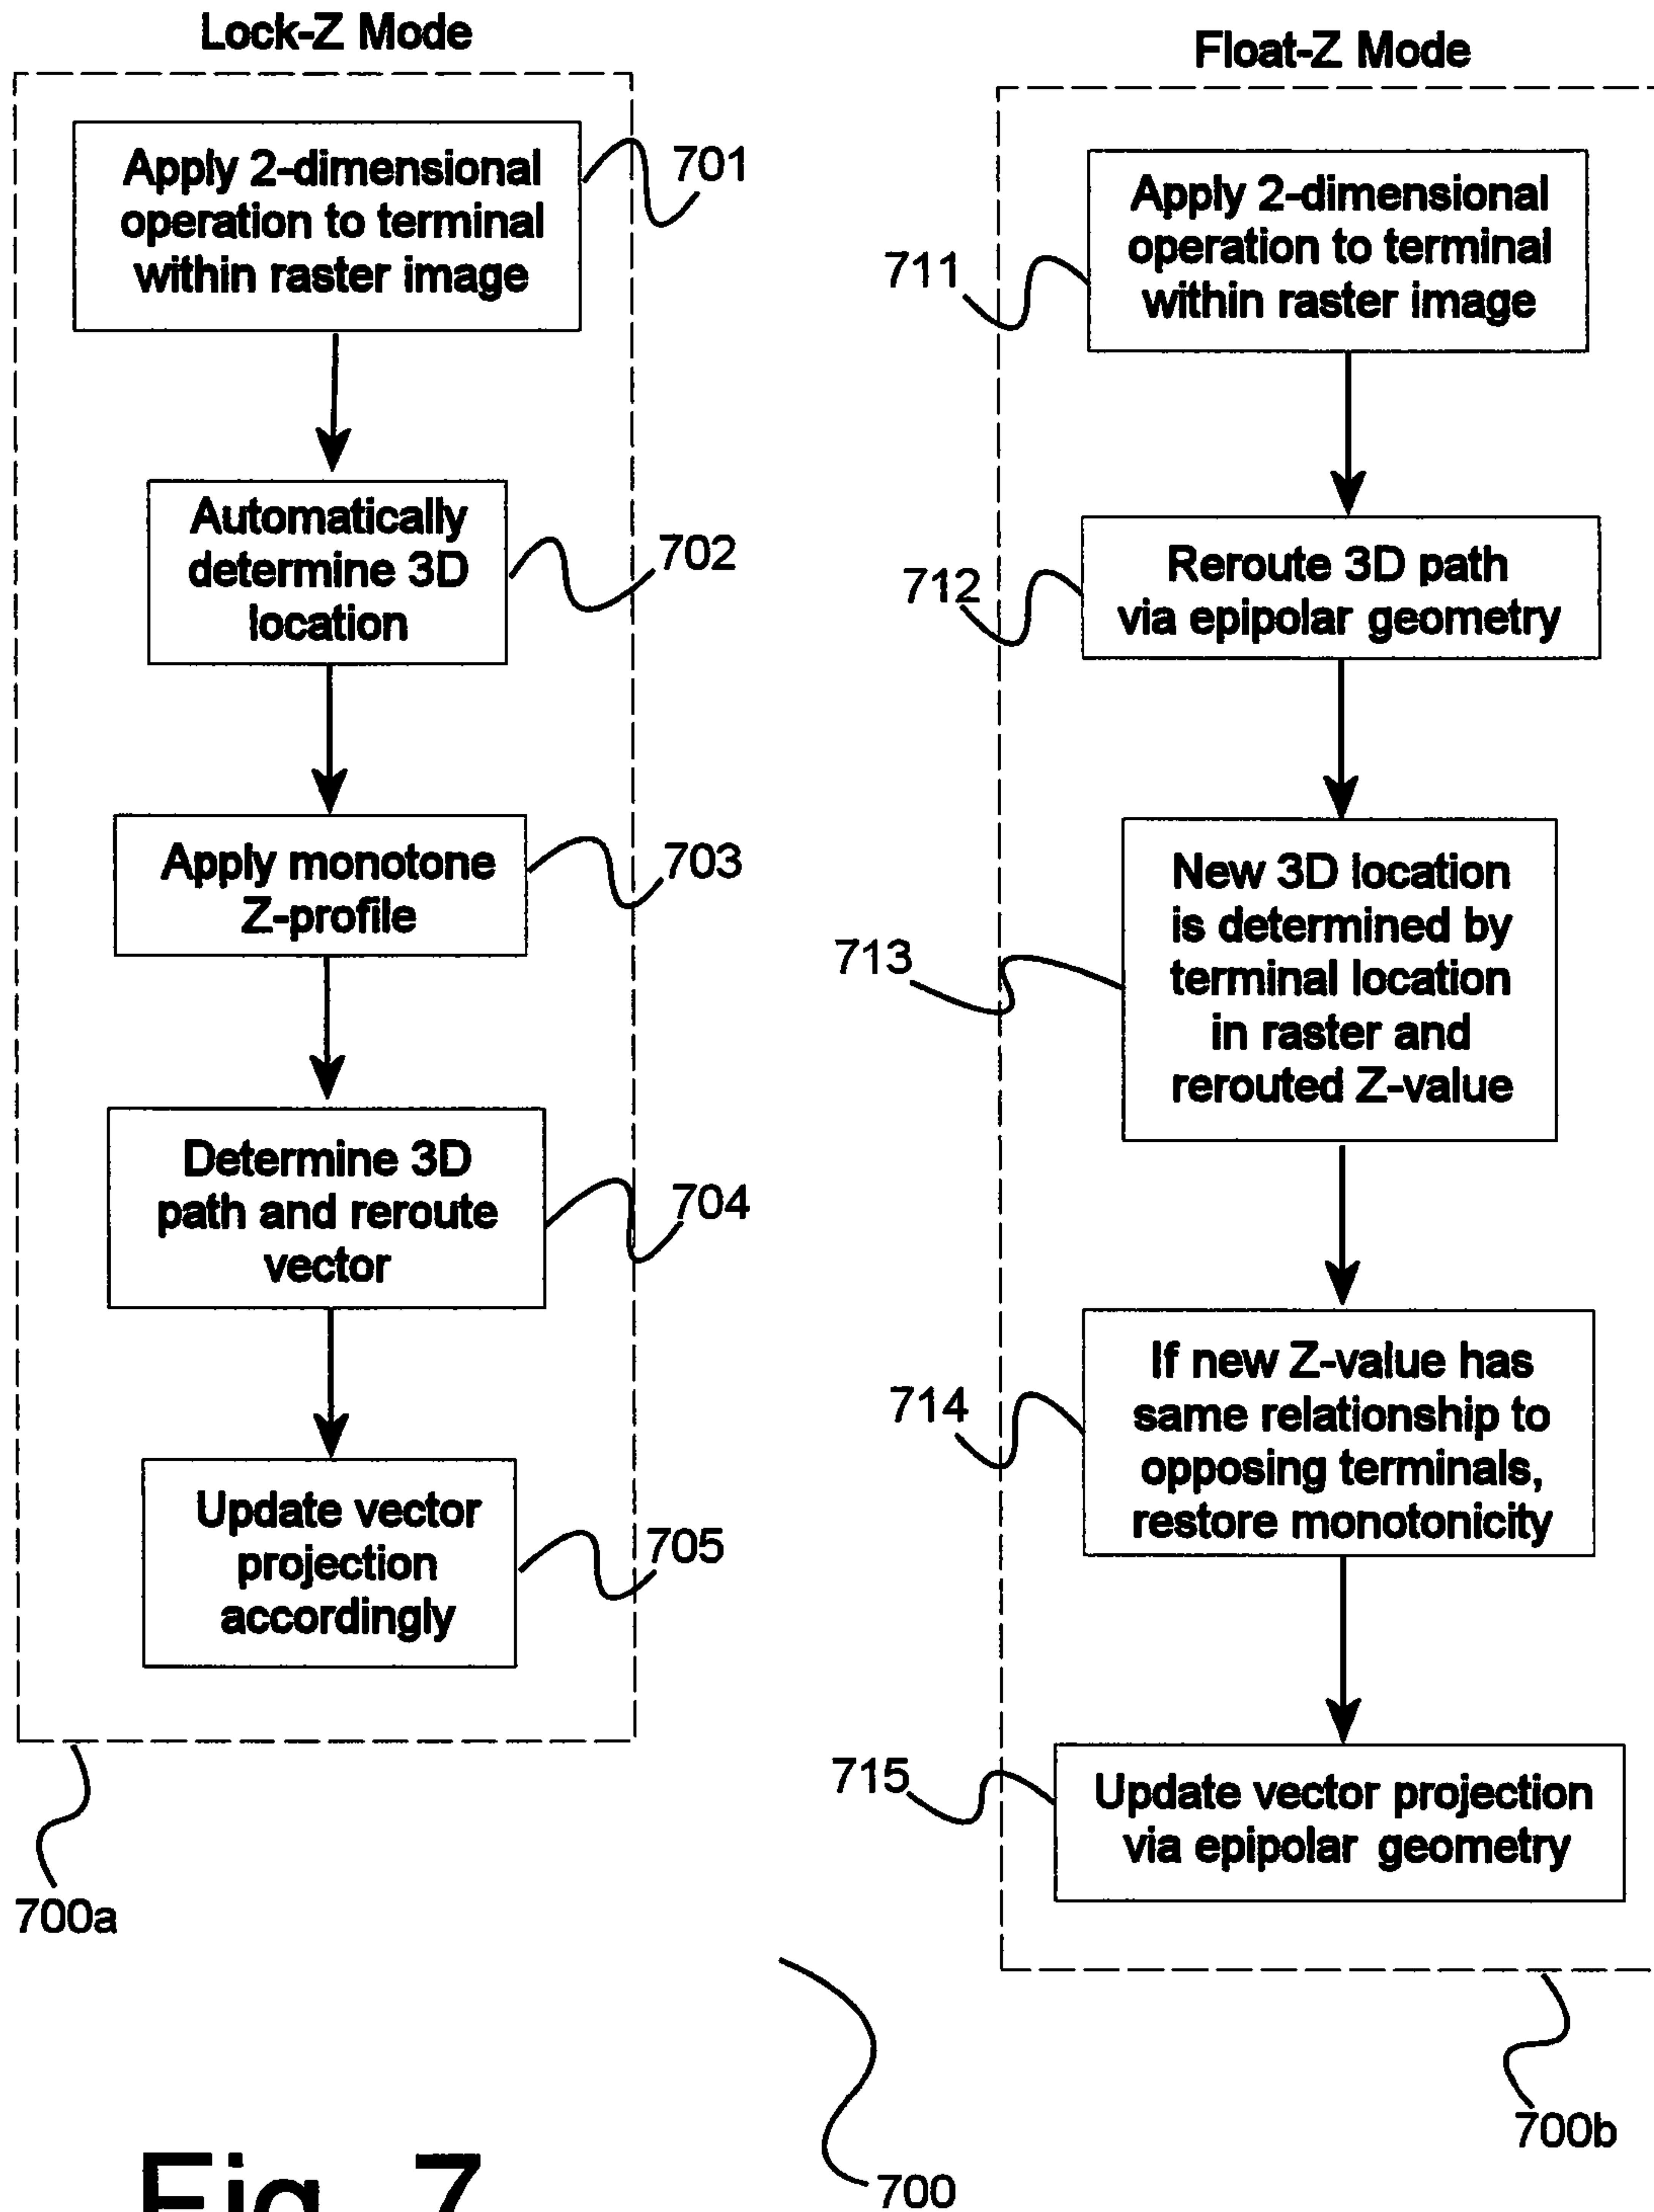 Lock-Z Mode
Apply 2-dimensional
operation to terminal
within raster image
701
Automatically
determine 3D
location
702
Apply monotone
Z-profile
703
Determine 3D
path and reroute
vector
704
Update vector
projection
accordingly
705
700a
Float-Z Mode
Apply 2-dimensional
operation to terminal
within raster image
711
Reroute 3D path
via epipolar geometry
712
New 3D location
is determined by
terminal location
in raster and
rerouted Z-value
713
If new Z-value has
same relationship to
opposing terminals,
restore monotonicity
714
Update vector projection
via epipolar geometry
715
700b
700
Fig. 7